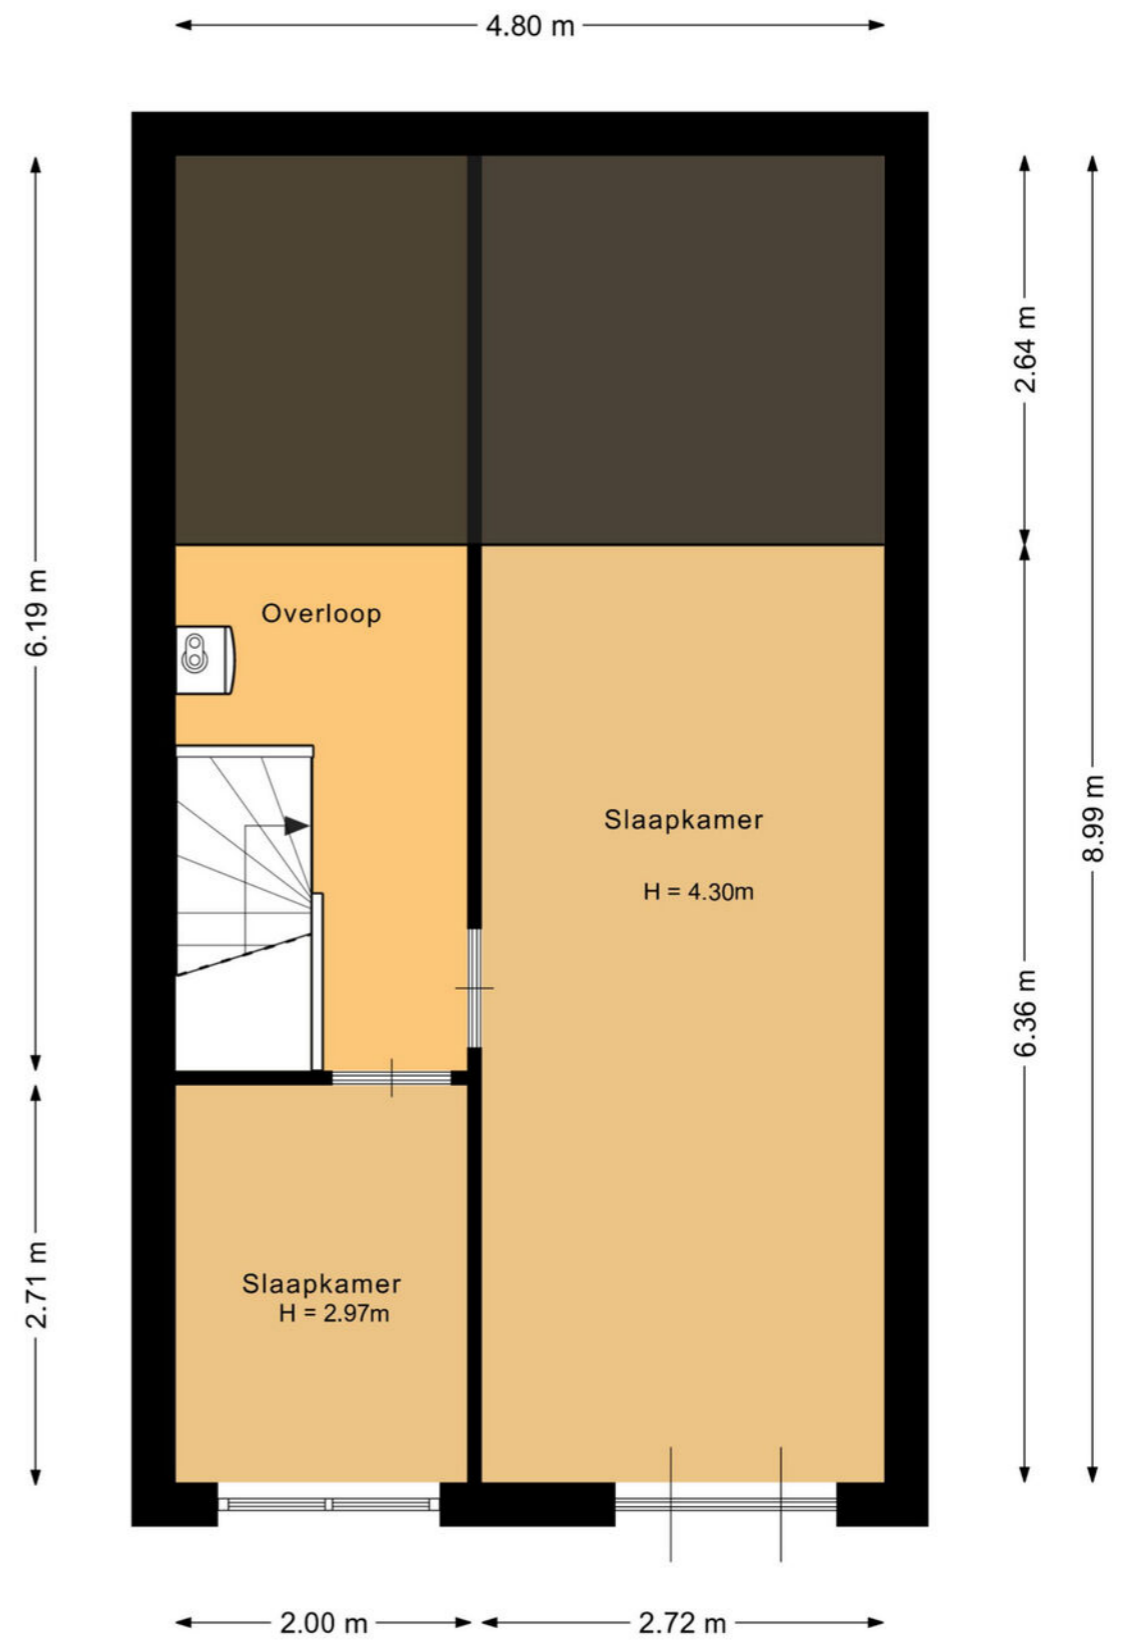 4.80 m
2.64 m
6.19 m
Overloop
Slaapkamer
H = 4.30m
8.99 m
6.36 m
Slaapkamer
H = 2.97m
2.71 m
2.00 m
2.72 m